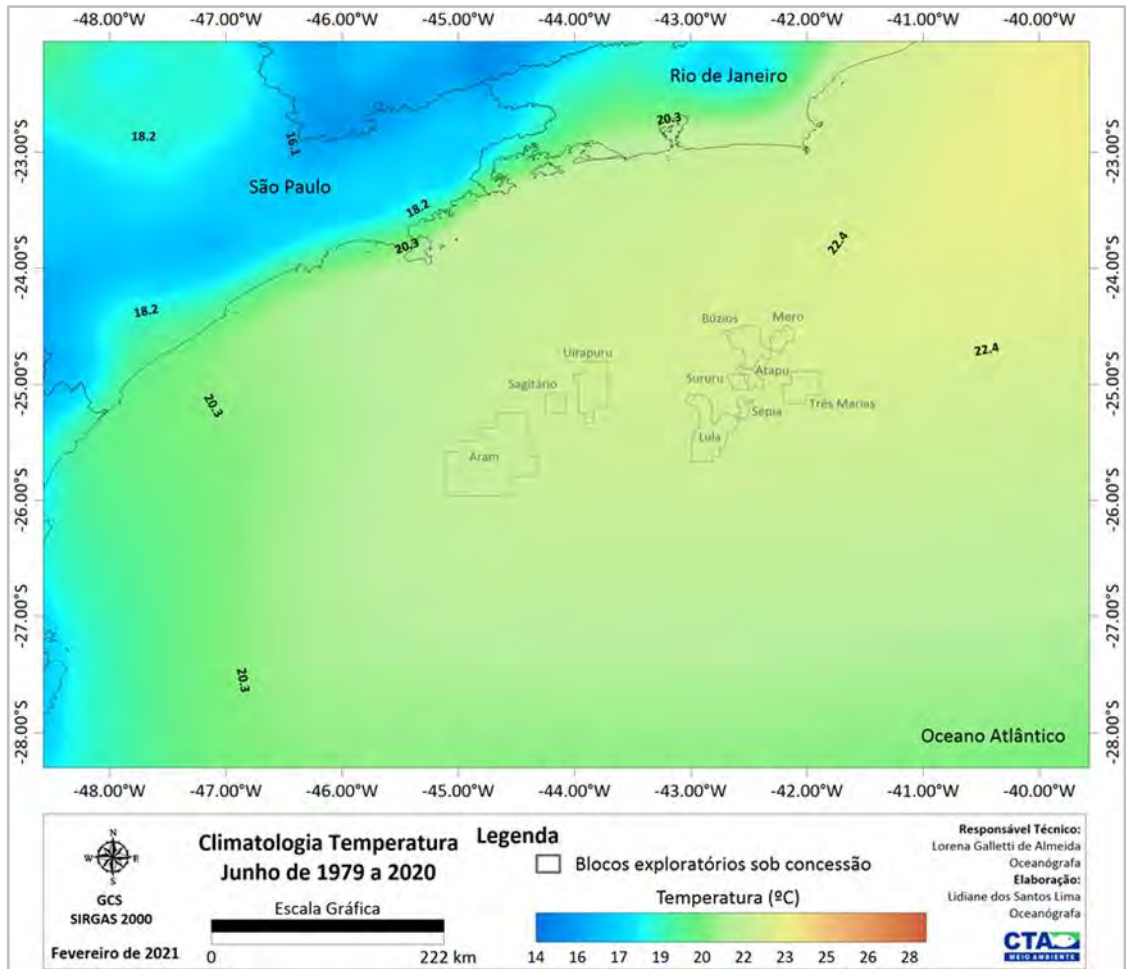 -48.00°W -47.00°W -46.00°W -45.00°W -44.00°W -43.00°W -42.00°W -41.00°W -40.00°W
Rio de Janeiro
20.3
18.2
16.1
-23.00°S -23.00°S
São Paulo
18.2
20.3
22.4
-24.00°S -24.00°S
18.2
Búzios Mero
22.4
Uirapuru
Atapu
Sururu
-25.00°S -25.00°S
Sagitário
Três Marias
20.3
Sépia
Lula
Aram
-26.00°S -26.00°S
-27.00°S -27.00°S
20.3
-28.00°S -28.00°S
Oceano Atlântico
-48.00°W -47.00°W -46.00°W -45.00°W -44.00°W -43.00°W -42.00°W -41.00°W -40.00°W
N
W E
S
GCS
SIRGAS 2000
Fevereiro de 2021
Climatologia Temperatura
Junho de 1979 a 2020
Escala Gráfica
0 222 km
Legenda
Blocos exploratórios sob concessão
Temperatura (ºC)
14 16 17 19 20 22 23 25 26 28
Responsável Técnico:
Lorena Galletti de Almeida
Oceanógrafa
Elaboração:
Lidiane dos Santos Lima
Oceanógrafa
CTA
MEIO AMBIENTE